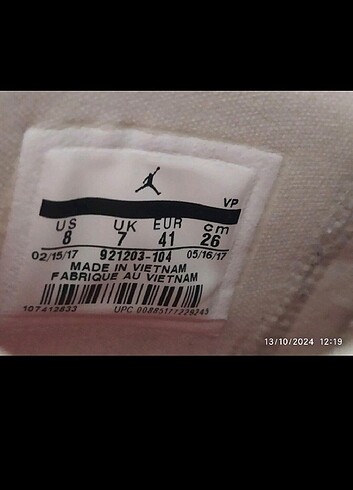 VP
US UK EUR cm
8 7 41 26
02/15/17 921203-104 05/16/17
MADE IN VIETNAM
FABRIQUE AU VIETNAM
107412633 UPC 00885177229243
13/10/2024 12:19